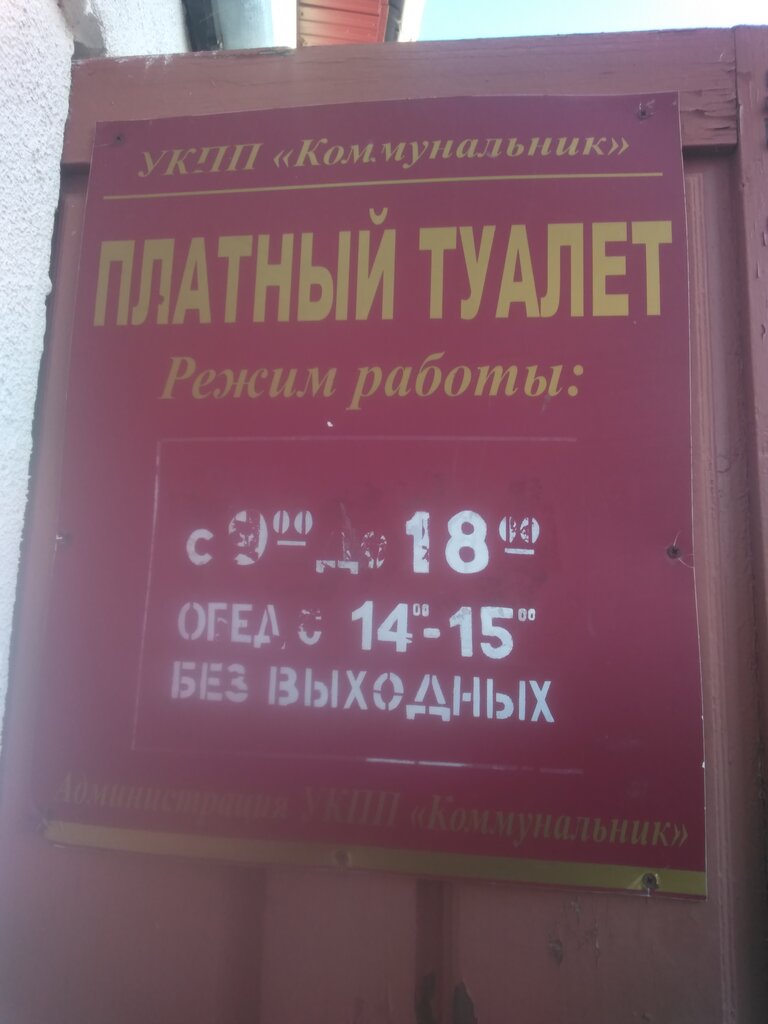 УКПП «Коммунальник»
ПЛАТНЫЙ ТУАЛЕТ
Режим работы:
с 9⁰⁰ до 18⁰⁰
ОБЕД С 14⁰⁰-15⁰⁰
БЕЗ ВЫХОДНЫХ
Администрация УКПП «Коммунальник»